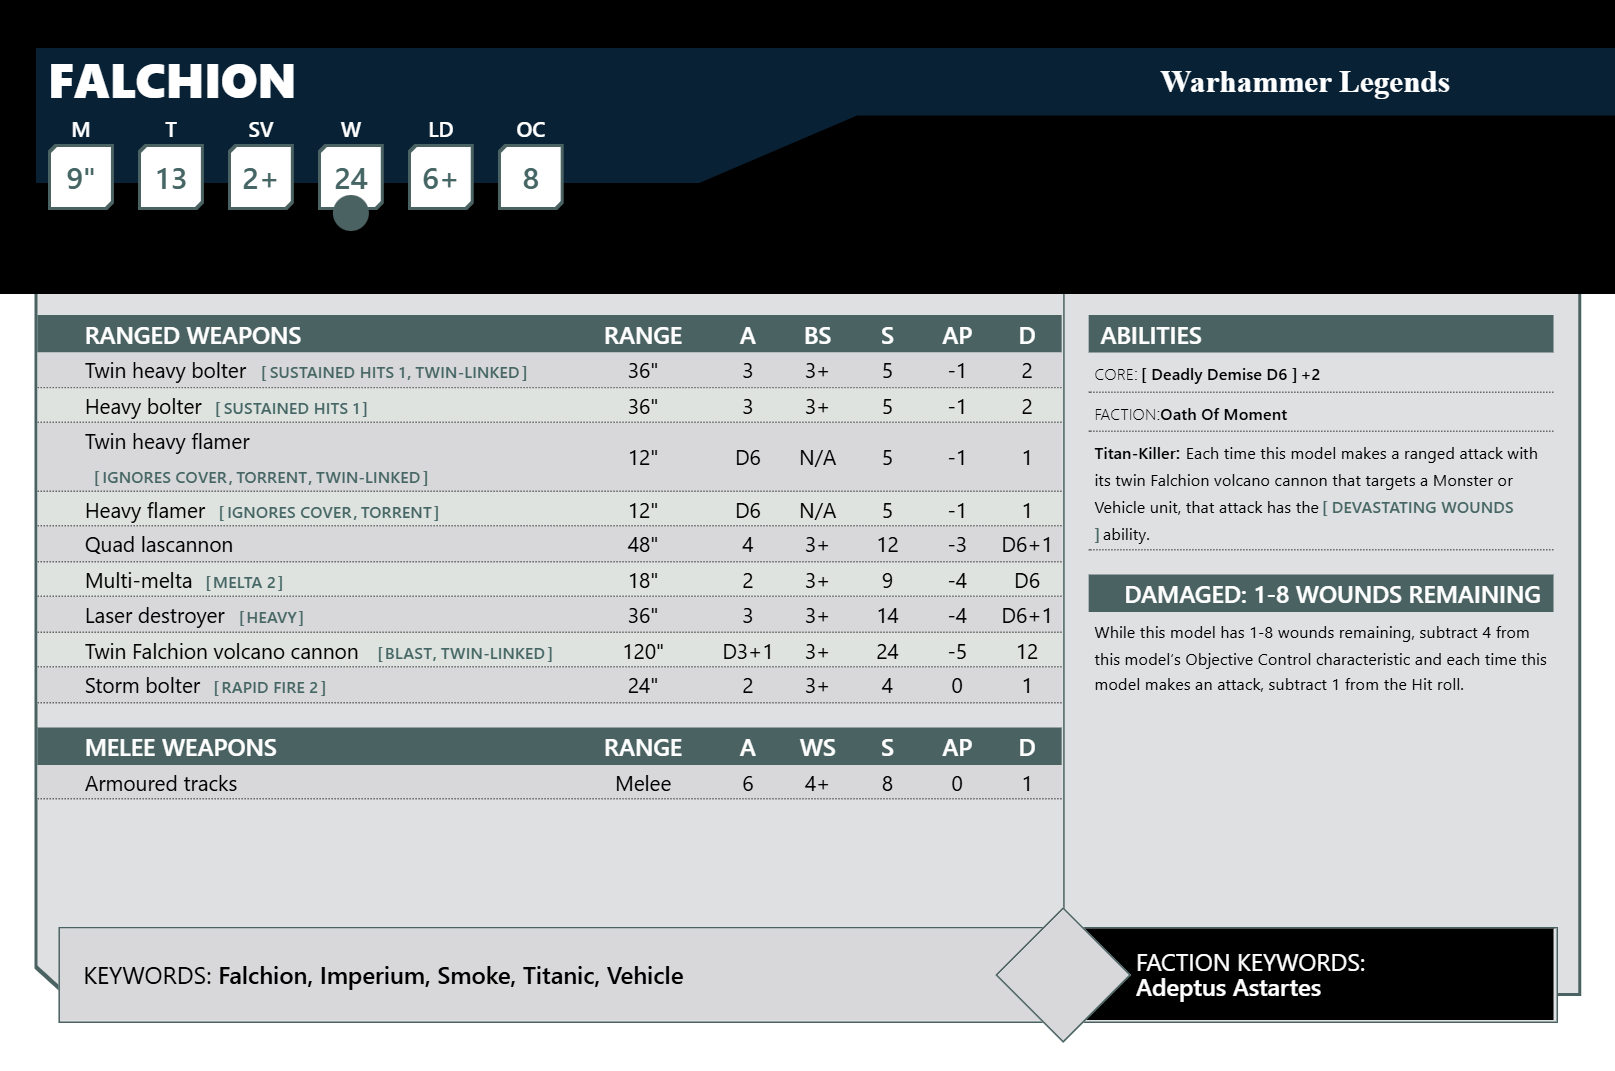 FALCHION
Warhammer Legends
M T SV W LD OC
9" 13 2+ 24 6+ 8
RANGED WEAPONS RANGE A BS S AP D
Twin heavy bolter [ SUSTAINED HITS 1, TWIN-LINKED ] 36" 3 3+ 5 -1 2
Heavy bolter [ SUSTAINED HITS 1 ] 36" 3 3+ 5 -1 2
Twin heavy flamer
[ IGNORES COVER, TORRENT, TWIN-LINKED ] 12" D6 N/A 5 -1 1
Heavy flamer [ IGNORES COVER, TORRENT ] 12" D6 N/A 5 -1 1
Quad lascannon 48" 4 3+ 12 -3 D6+1
Multi-melta [ MELTA 2 ] 18" 2 3+ 9 -4 D6
Laser destroyer [ HEAVY ] 36" 3 3+ 14 -4 D6+1
Twin Falchion volcano cannon [ BLAST, TWIN-LINKED ] 120" D3+1 3+ 24 -5 12
Storm bolter [ RAPID FIRE 2 ] 24" 2 3+ 4 0 1
MELEE WEAPONS RANGE A WS S AP D
Armoured tracks Melee 6 4+ 8 0 1
ABILITIES
CORE: [ Deadly Demise D6 ] +2
FACTION:Oath Of Moment
Titan-Killer: Each time this model makes a ranged attack with
its twin Falchion volcano cannon that targets a Monster or
Vehicle unit, that attack has the [ DEVASTATING WOUNDS
] ability.
DAMAGED: 1-8 WOUNDS REMAINING
While this model has 1-8 wounds remaining, subtract 4 from
this model's Objective Control characteristic and each time this
model makes an attack, subtract 1 from the Hit roll.
KEYWORDS: Falchion, Imperium, Smoke, Titanic, Vehicle
FACTION KEYWORDS:
Adeptus Astartes